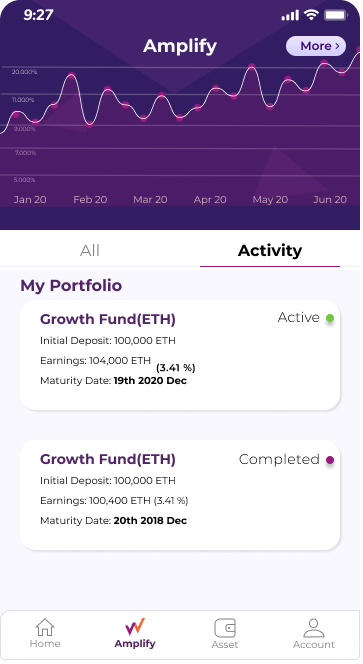 9:27
Amplify
More >
20.000%
11.000%
9.000%
7.000%
5.000%
Jan 20 Feb 20 Mar 20 Apr 20 May 20 Jun 20
All Activity
My Portfolio
Growth Fund(ETH) Active
Initial Deposit: 100,000 ETH
Earnings: 104,000 ETH (3.41 %)
Maturity Date: 19th 2020 Dec
Growth Fund(ETH) Completed
Initial Deposit: 100,000 ETH
Earnings: 100,400 ETH (3.41 %)
Maturity Date: 20th 2018 Dec
Home Amplify Asset Account